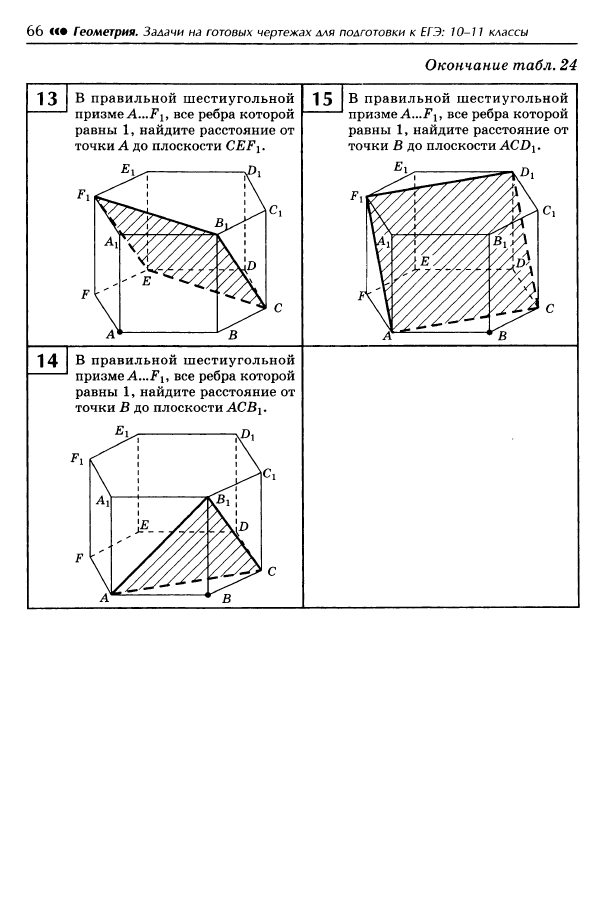 66 ««• Геометрия. Задачи на готовых чертежах для подготовки к ЕГЭ: 10–11 классы
Окончание табл. 24
13
В правильной шестиугольной
призме A...F₁, все ребра которой
равны 1, найдите расстояние от
точки A до плоскости CEF₁.
E₁
D₁
F₁
C₁
B₁
A₁
D
E
F
C
A
B
15
В правильной шестиугольной
призме A...F₁, все ребра которой
равны 1, найдите расстояние от
точки B до плоскости ACD₁.
E₁
D₁
F₁
C₁
A₁
B₁
E
D
F
C
A
B
14
В правильной шестиугольной
призме A...F₁, все ребра которой
равны 1, найдите расстояние от
точки B до плоскости ACB₁.
E₁
D₁
F₁
C₁
A₁
B₁
E
D
F
C
A
B